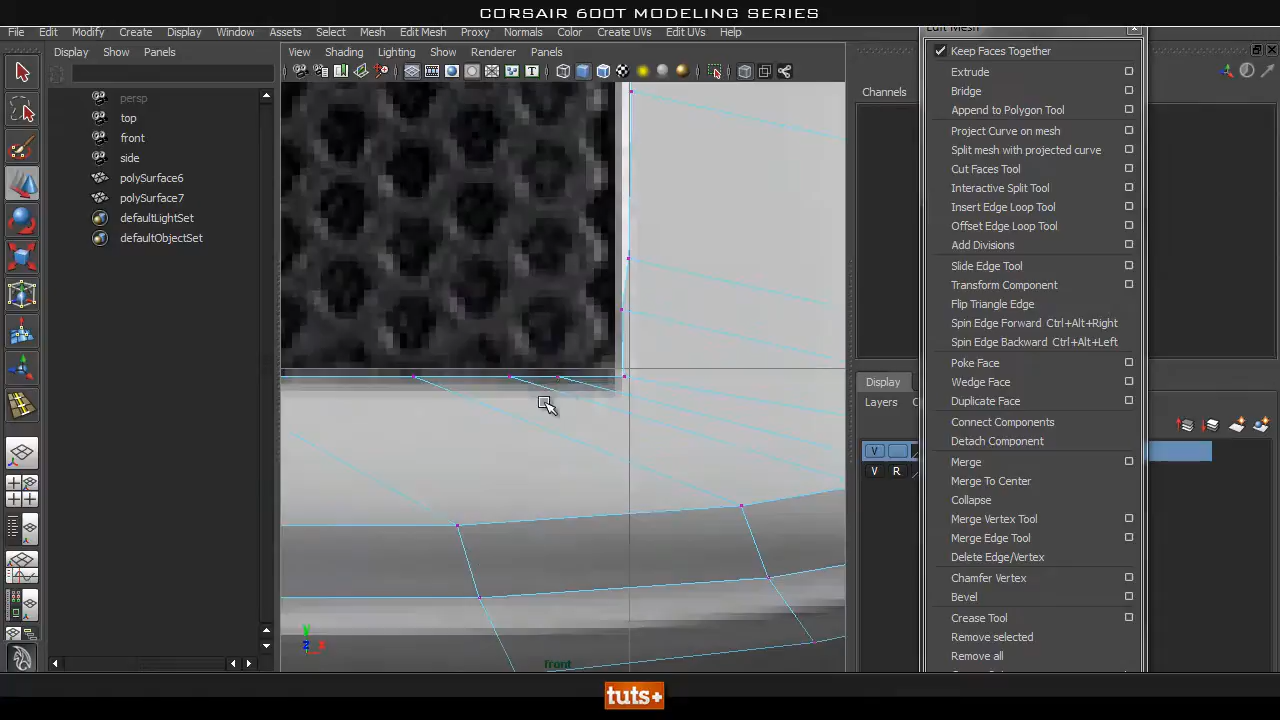 CORSAIR 600T MODELING SERIES
File Edit Modify Create Display Window Assets Select Mesh Edit Mesh Proxy Normals Color Create UVs Edit UVs Help
Display Show Panels
View Shading Lighting Show Renderer Panels
persp
top
front
side
polySurface6
polySurface7
defaultLightSet
defaultObjectSet
Keep Faces Together
Extrude
Bridge
Append to Polygon Tool
Project Curve on mesh
Split mesh with projected curve
Cut Faces Tool
Interactive Split Tool
Insert Edge Loop Tool
Offset Edge Loop Tool
Add Divisions
Slide Edge Tool
Transform Component
Flip Triangle Edge
Spin Edge Forward Ctrl+Alt+Right
Spin Edge Backward Ctrl+Alt+Left
Poke Face
Wedge Face
Duplicate Face
Connect Components
Detach Component
Merge
Merge To Center
Collapse
Merge Vertex Tool
Merge Edge Tool
Delete Edge/Vertex
Chamfer Vertex
Bevel
Crease Tool
Remove selected
Remove all
Channels
Display
Layers
V
V R
y
z x
front
tuts+